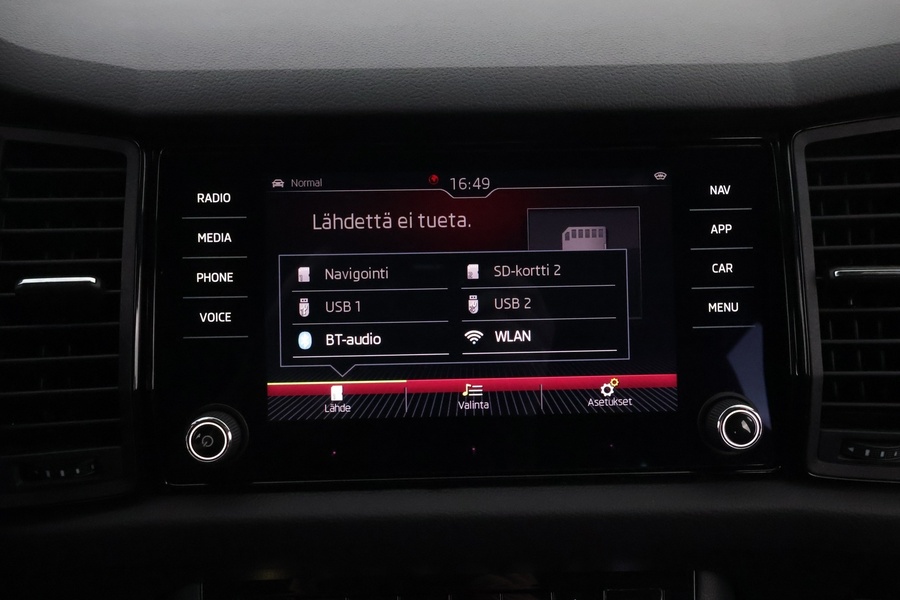 Normal
16:49
RADIO
MEDIA
PHONE
VOICE
Lähdettä ei tueta.
Navigointi
SD-kortti 2
USB 1
USB 2
BT-audio
WLAN
Lähde
Valinta
Asetukset
NAV
APP
CAR
MENU